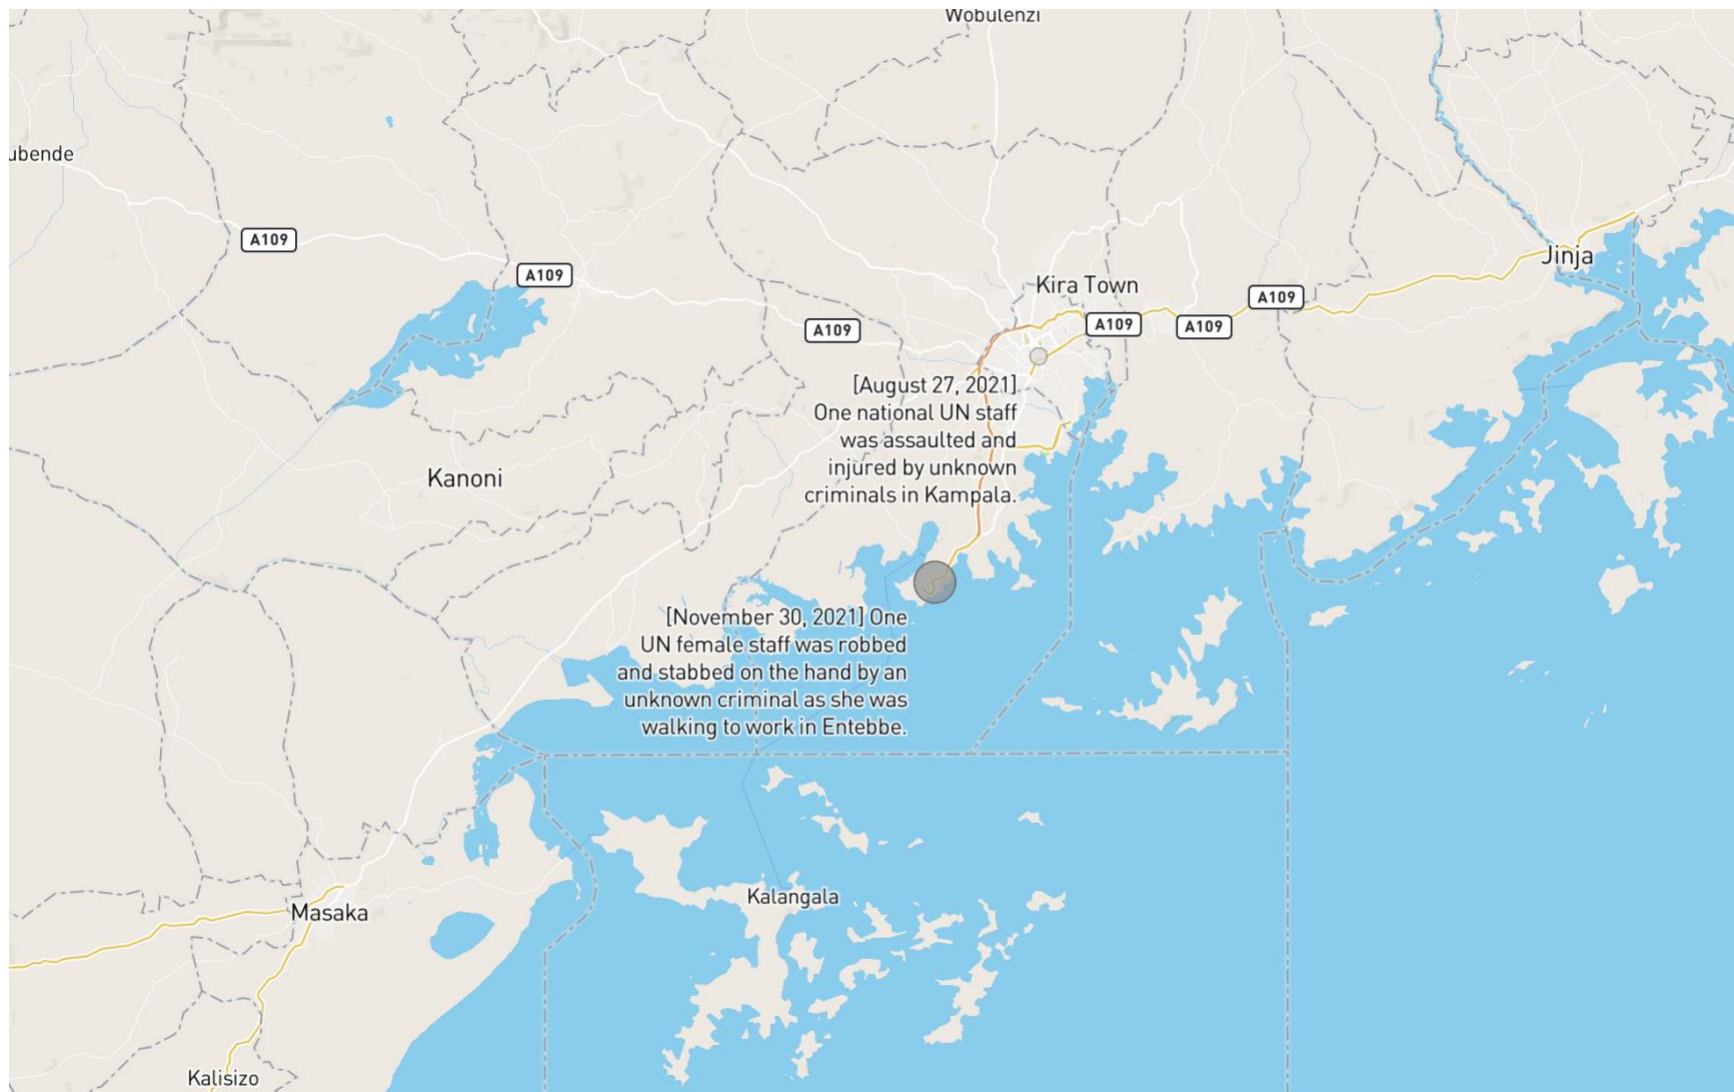 Wobulenzi
ubende
A109
A109
Jinja
Kira Town
A109
A109
A109
A109
[August 27, 2021]
One national UN staff
was assaulted and
injured by unknown
criminals in Kampala.
Kanoni
[November 30, 2021] One
UN female staff was robbed
and stabbed on the hand by an
unknown criminal as she was
walking to work in Entebbe.
Kalangala
Masaka
Kalisizo